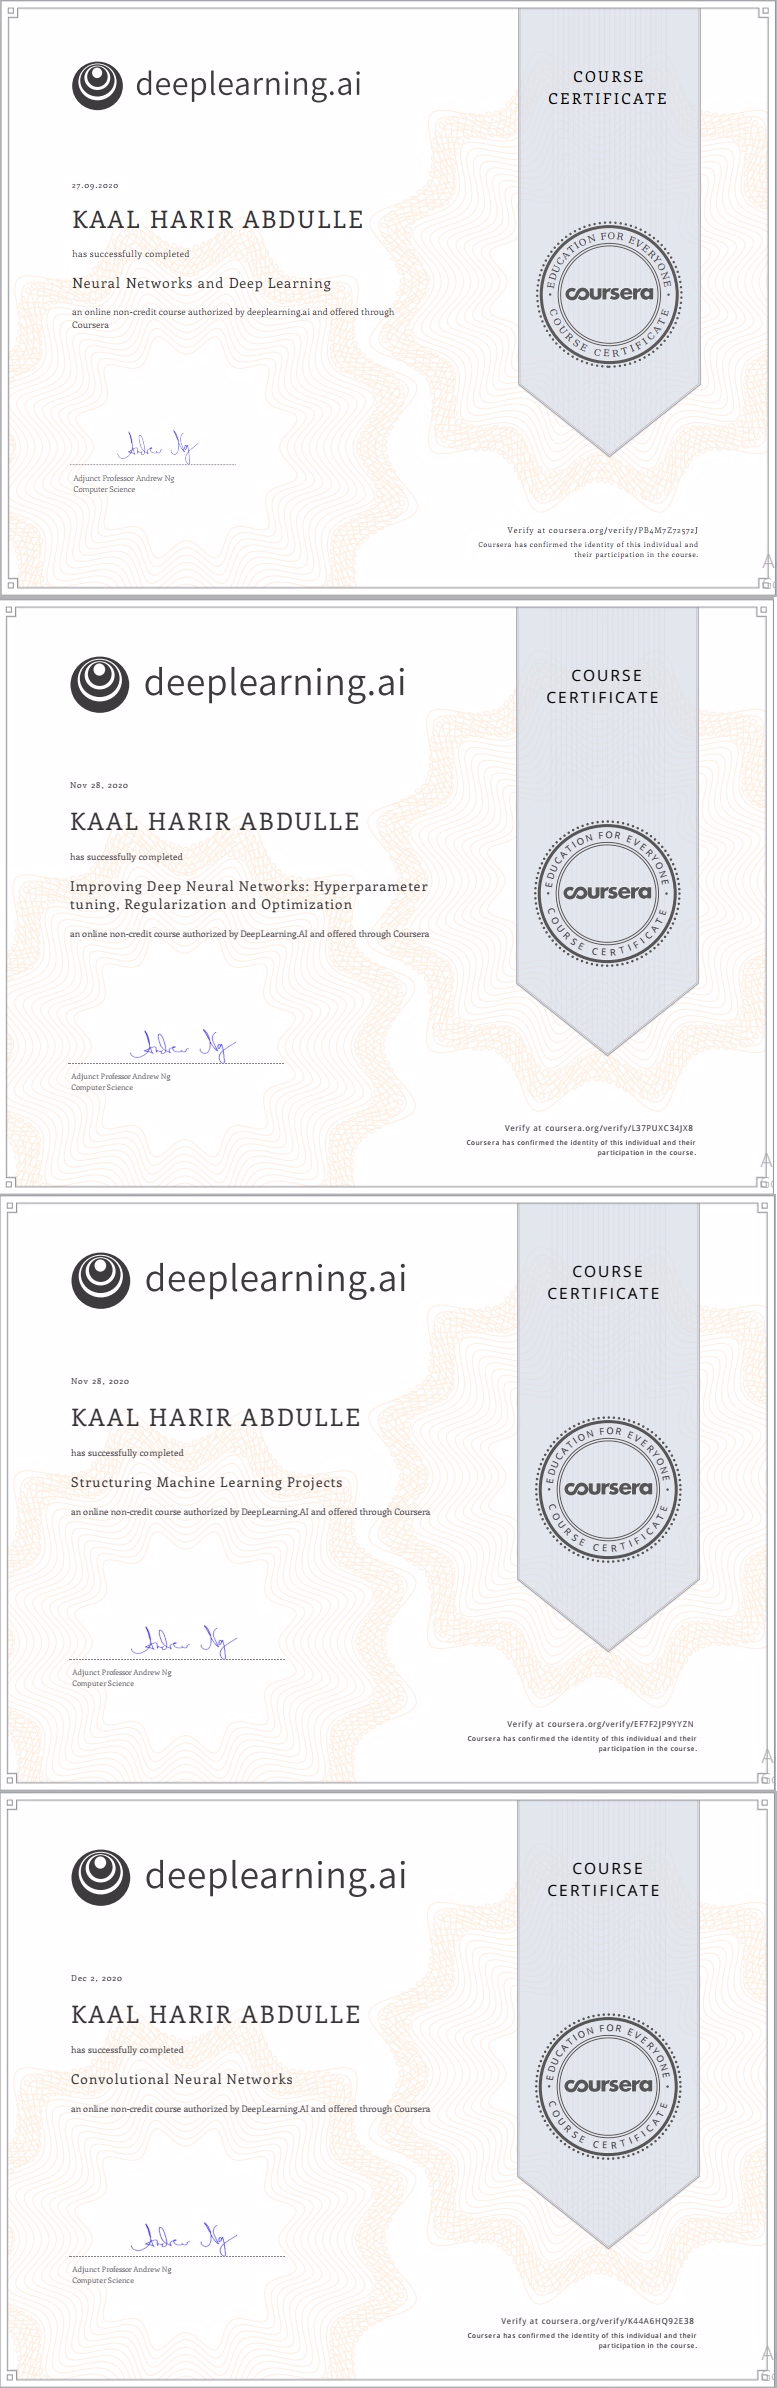 deeplearning.ai
COURSE
CERTIFICATE
27.09.2020
KAAL HARIR ABDULLE
has successfully completed
Neural Networks and Deep Learning
an online non-credit course authorized by deeplearning.ai and offered through
Coursera
EDUCATION FOR EVERYONE
coursera
COURSE CERTIFICATE
Andrew Ng
Adjunct Professor Andrew Ng
Computer Science
Verify at coursera.org/verify/PB4M7Z72572J
Coursera has confirmed the identity of this individual and
their participation in the course.
deeplearning.ai
COURSE
CERTIFICATE
Nov 28, 2020
KAAL HARIR ABDULLE
has successfully completed
Improving Deep Neural Networks: Hyperparameter
tuning, Regularization and Optimization
an online non-credit course authorized by DeepLearning.AI and offered through Coursera
EDUCATION FOR EVERYONE
coursera
COURSE CERTIFICATE
Andrew Ng
Adjunct Professor Andrew Ng
Computer Science
Verify at coursera.org/verify/L37PUXC34JX8
Coursera has confirmed the identity of this individual and their
participation in the course.
deeplearning.ai
COURSE
CERTIFICATE
Nov 28, 2020
KAAL HARIR ABDULLE
has successfully completed
Structuring Machine Learning Projects
an online non-credit course authorized by DeepLearning.AI and offered through Coursera
EDUCATION FOR EVERYONE
coursera
COURSE CERTIFICATE
Andrew Ng
Adjunct Professor Andrew Ng
Computer Science
Verify at coursera.org/verify/EF7F2JP9YYZN
Coursera has confirmed the identity of this individual and their
participation in the course.
deeplearning.ai
COURSE
CERTIFICATE
Dec 2, 2020
KAAL HARIR ABDULLE
has successfully completed
Convolutional Neural Networks
an online non-credit course authorized by DeepLearning.AI and offered through Coursera
EDUCATION FOR EVERYONE
coursera
COURSE CERTIFICATE
Andrew Ng
Adjunct Professor Andrew Ng
Computer Science
Verify at coursera.org/verify/K44A6HQ92E38
Coursera has confirmed the identity of this individual and their
participation in the course.